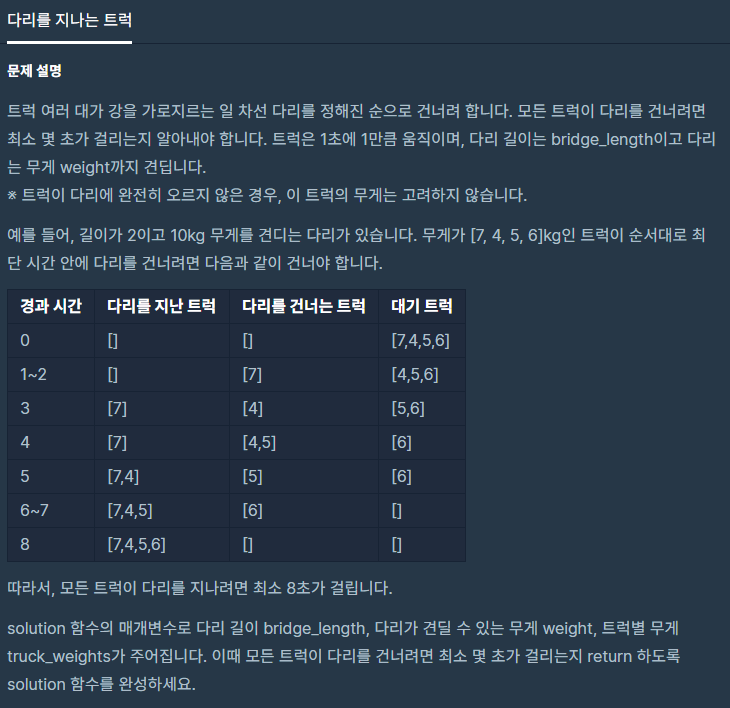 다리를 지나는 트럭
문제 설명
트럭 여러 대가 강을 가로지르는 일 차선 다리를 정해진 순으로 건너려 합니다. 모든 트럭이 다리를 건너려면
최소 몇 초가 걸리는지 알아내야 합니다. 트럭은 1초에 1만큼 움직이며, 다리 길이는 bridge_length이고 다리
는 무게 weight까지 견딥니다.
※ 트럭이 다리에 완전히 오르지 않은 경우, 이 트럭의 무게는 고려하지 않습니다.
예를 들어, 길이가 2이고 10kg 무게를 견디는 다리가 있습니다. 무게가 [7, 4, 5, 6]kg인 트럭이 순서대로 최
단 시간 안에 다리를 건너려면 다음과 같이 건너야 합니다.
경과 시간 다리를 지난 트럭 다리를 건너는 트럭 대기 트럭
0 [] [] [7,4,5,6]
1~2 [] [7] [4,5,6]
3 [7] [4] [5,6]
4 [7] [4,5] [6]
5 [7,4] [5] [6]
6~7 [7,4,5] [6] []
8 [7,4,5,6] [] []
따라서, 모든 트럭이 다리를 지나려면 최소 8초가 걸립니다.
solution 함수의 매개변수로 다리 길이 bridge_length, 다리가 견딜 수 있는 무게 weight, 트럭별 무게
truck_weights가 주어집니다. 이때 모든 트럭이 다리를 건너려면 최소 몇 초가 걸리는지 return 하도록
solution 함수를 완성하세요.